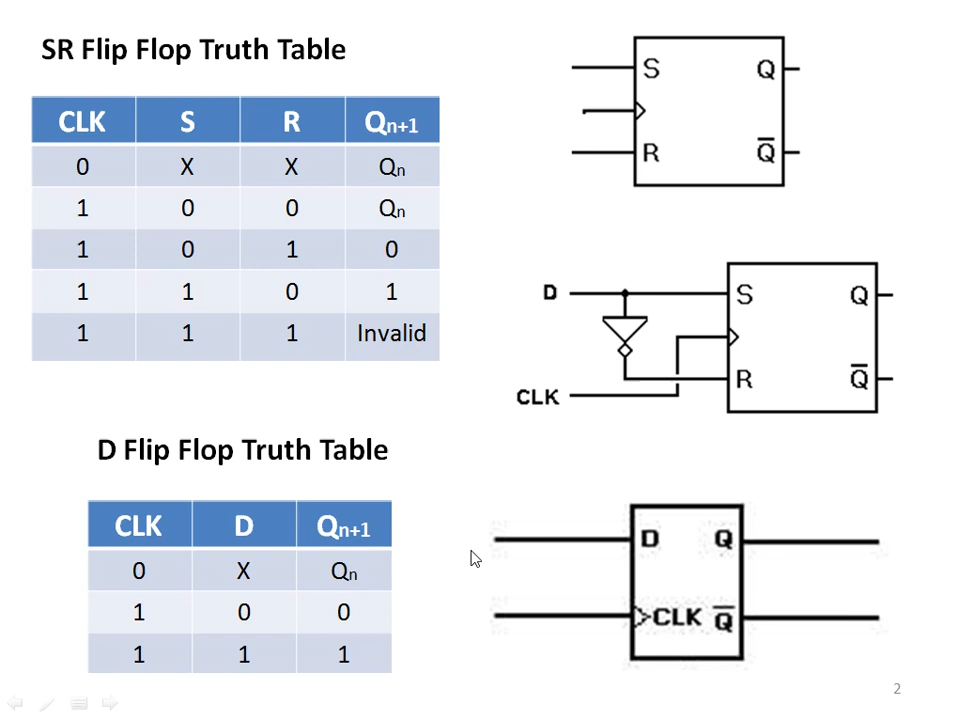 SR Flip Flop Truth Table
CLK S R Qn+1
0 X X Qn
1 0 0 Qn
1 0 1 0
1 1 0 1
1 1 1 Invalid
S Q
R Q̅
D S Q
R Q̅
CLK
D Flip Flop Truth Table
CLK D Qn+1
0 X Qn
1 0 0
1 1 1
D Q
CLK Q̅
2